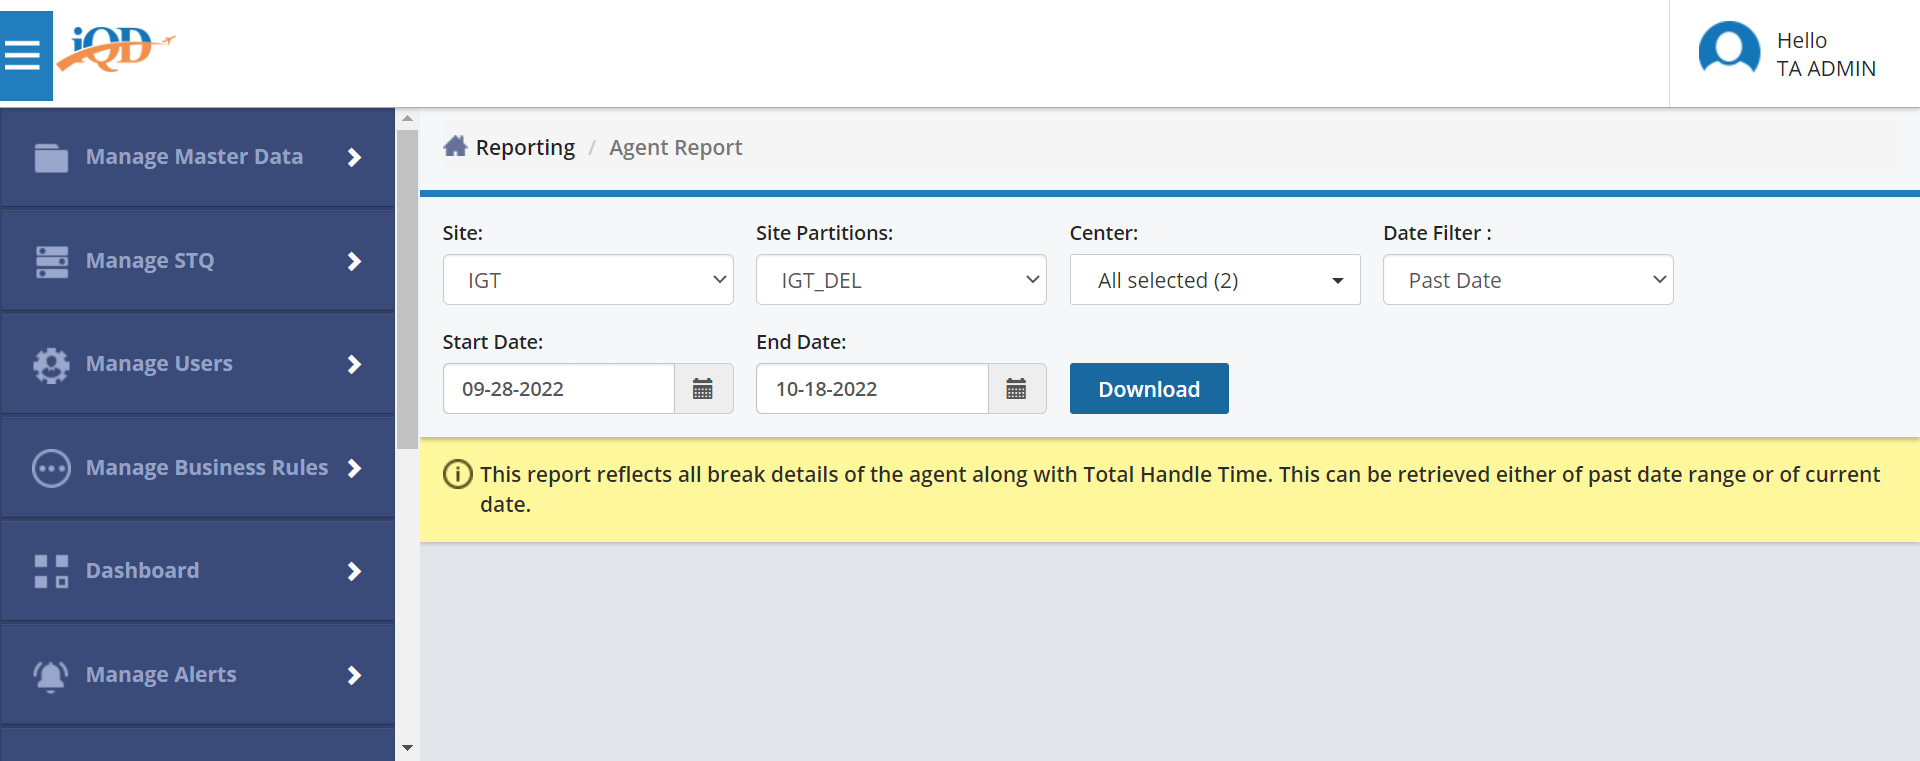 iQD
Hello
TA ADMIN
Manage Master Data
Manage STQ
Manage Users
Manage Business Rules
Dashboard
Manage Alerts
Reporting / Agent Report
Site: Site Partitions: Center: Date Filter :
IGT IGT_DEL All selected (2) Past Date
Start Date: End Date:
09-28-2022 10-18-2022 Download
This report reflects all break details of the agent along with Total Handle Time. This can be retrieved either of past date range or of current
date.